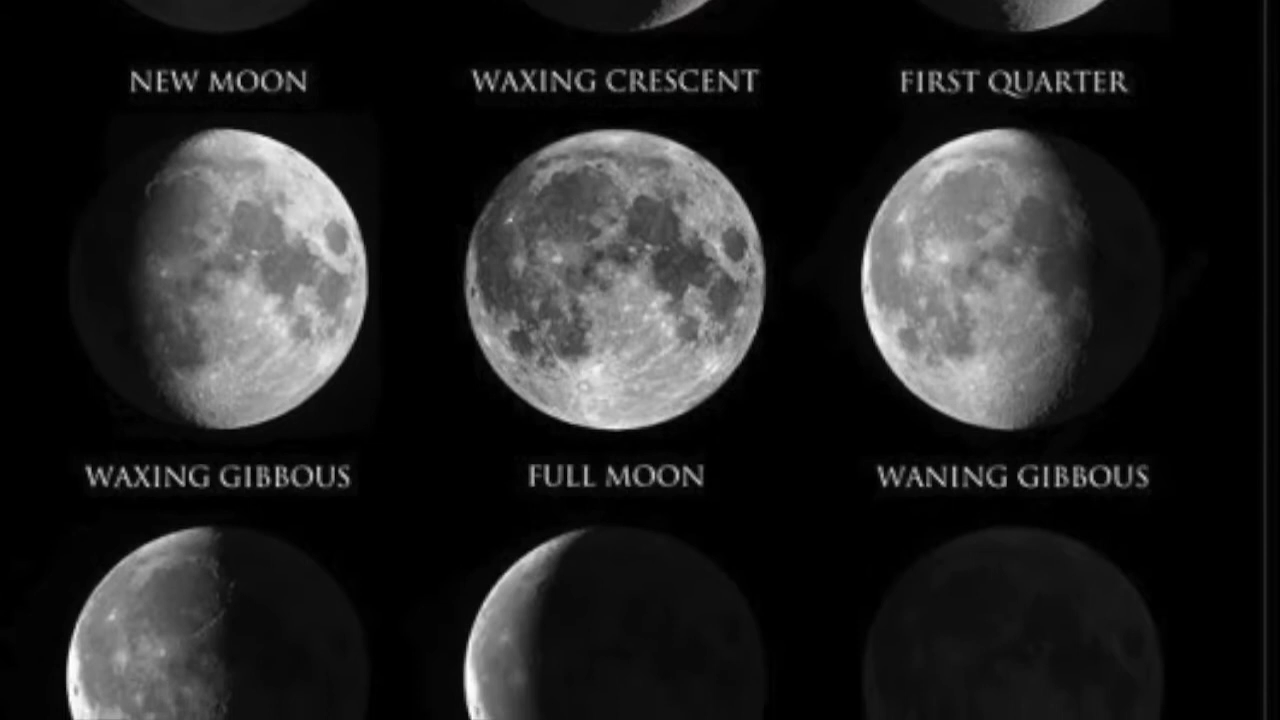 NEW MOON
WAXING CRESCENT
FIRST QUARTER
WAXING GIBBOUS
FULL MOON
WANING GIBBOUS